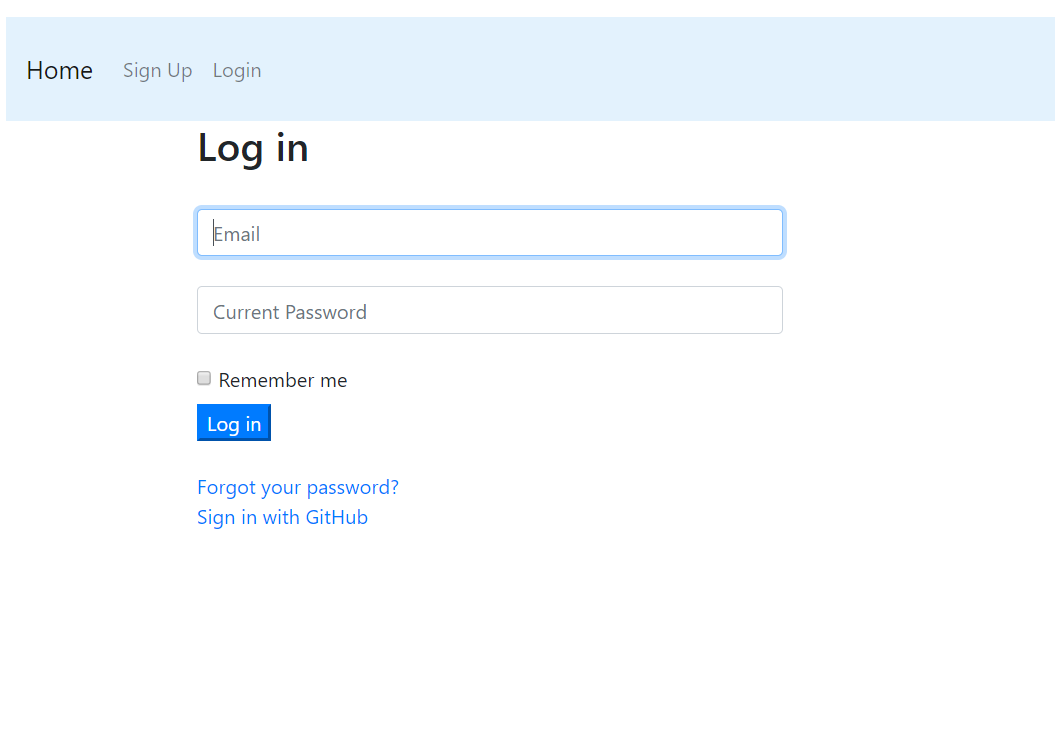 Home Sign Up Login
Log in
Email
Current Password
Remember me
Log in
Forgot your password?
Sign in with GitHub